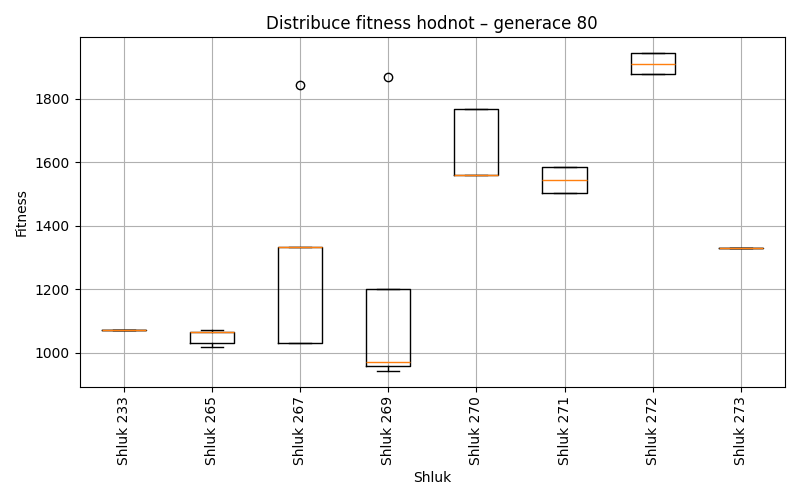 Distribuce fitness hodnot – generace 80
Fitness
1800
1600
1400
1200
1000
Shluk 233
Shluk 265
Shluk 267
Shluk 269
Shluk 270
Shluk 271
Shluk 272
Shluk 273
Shluk